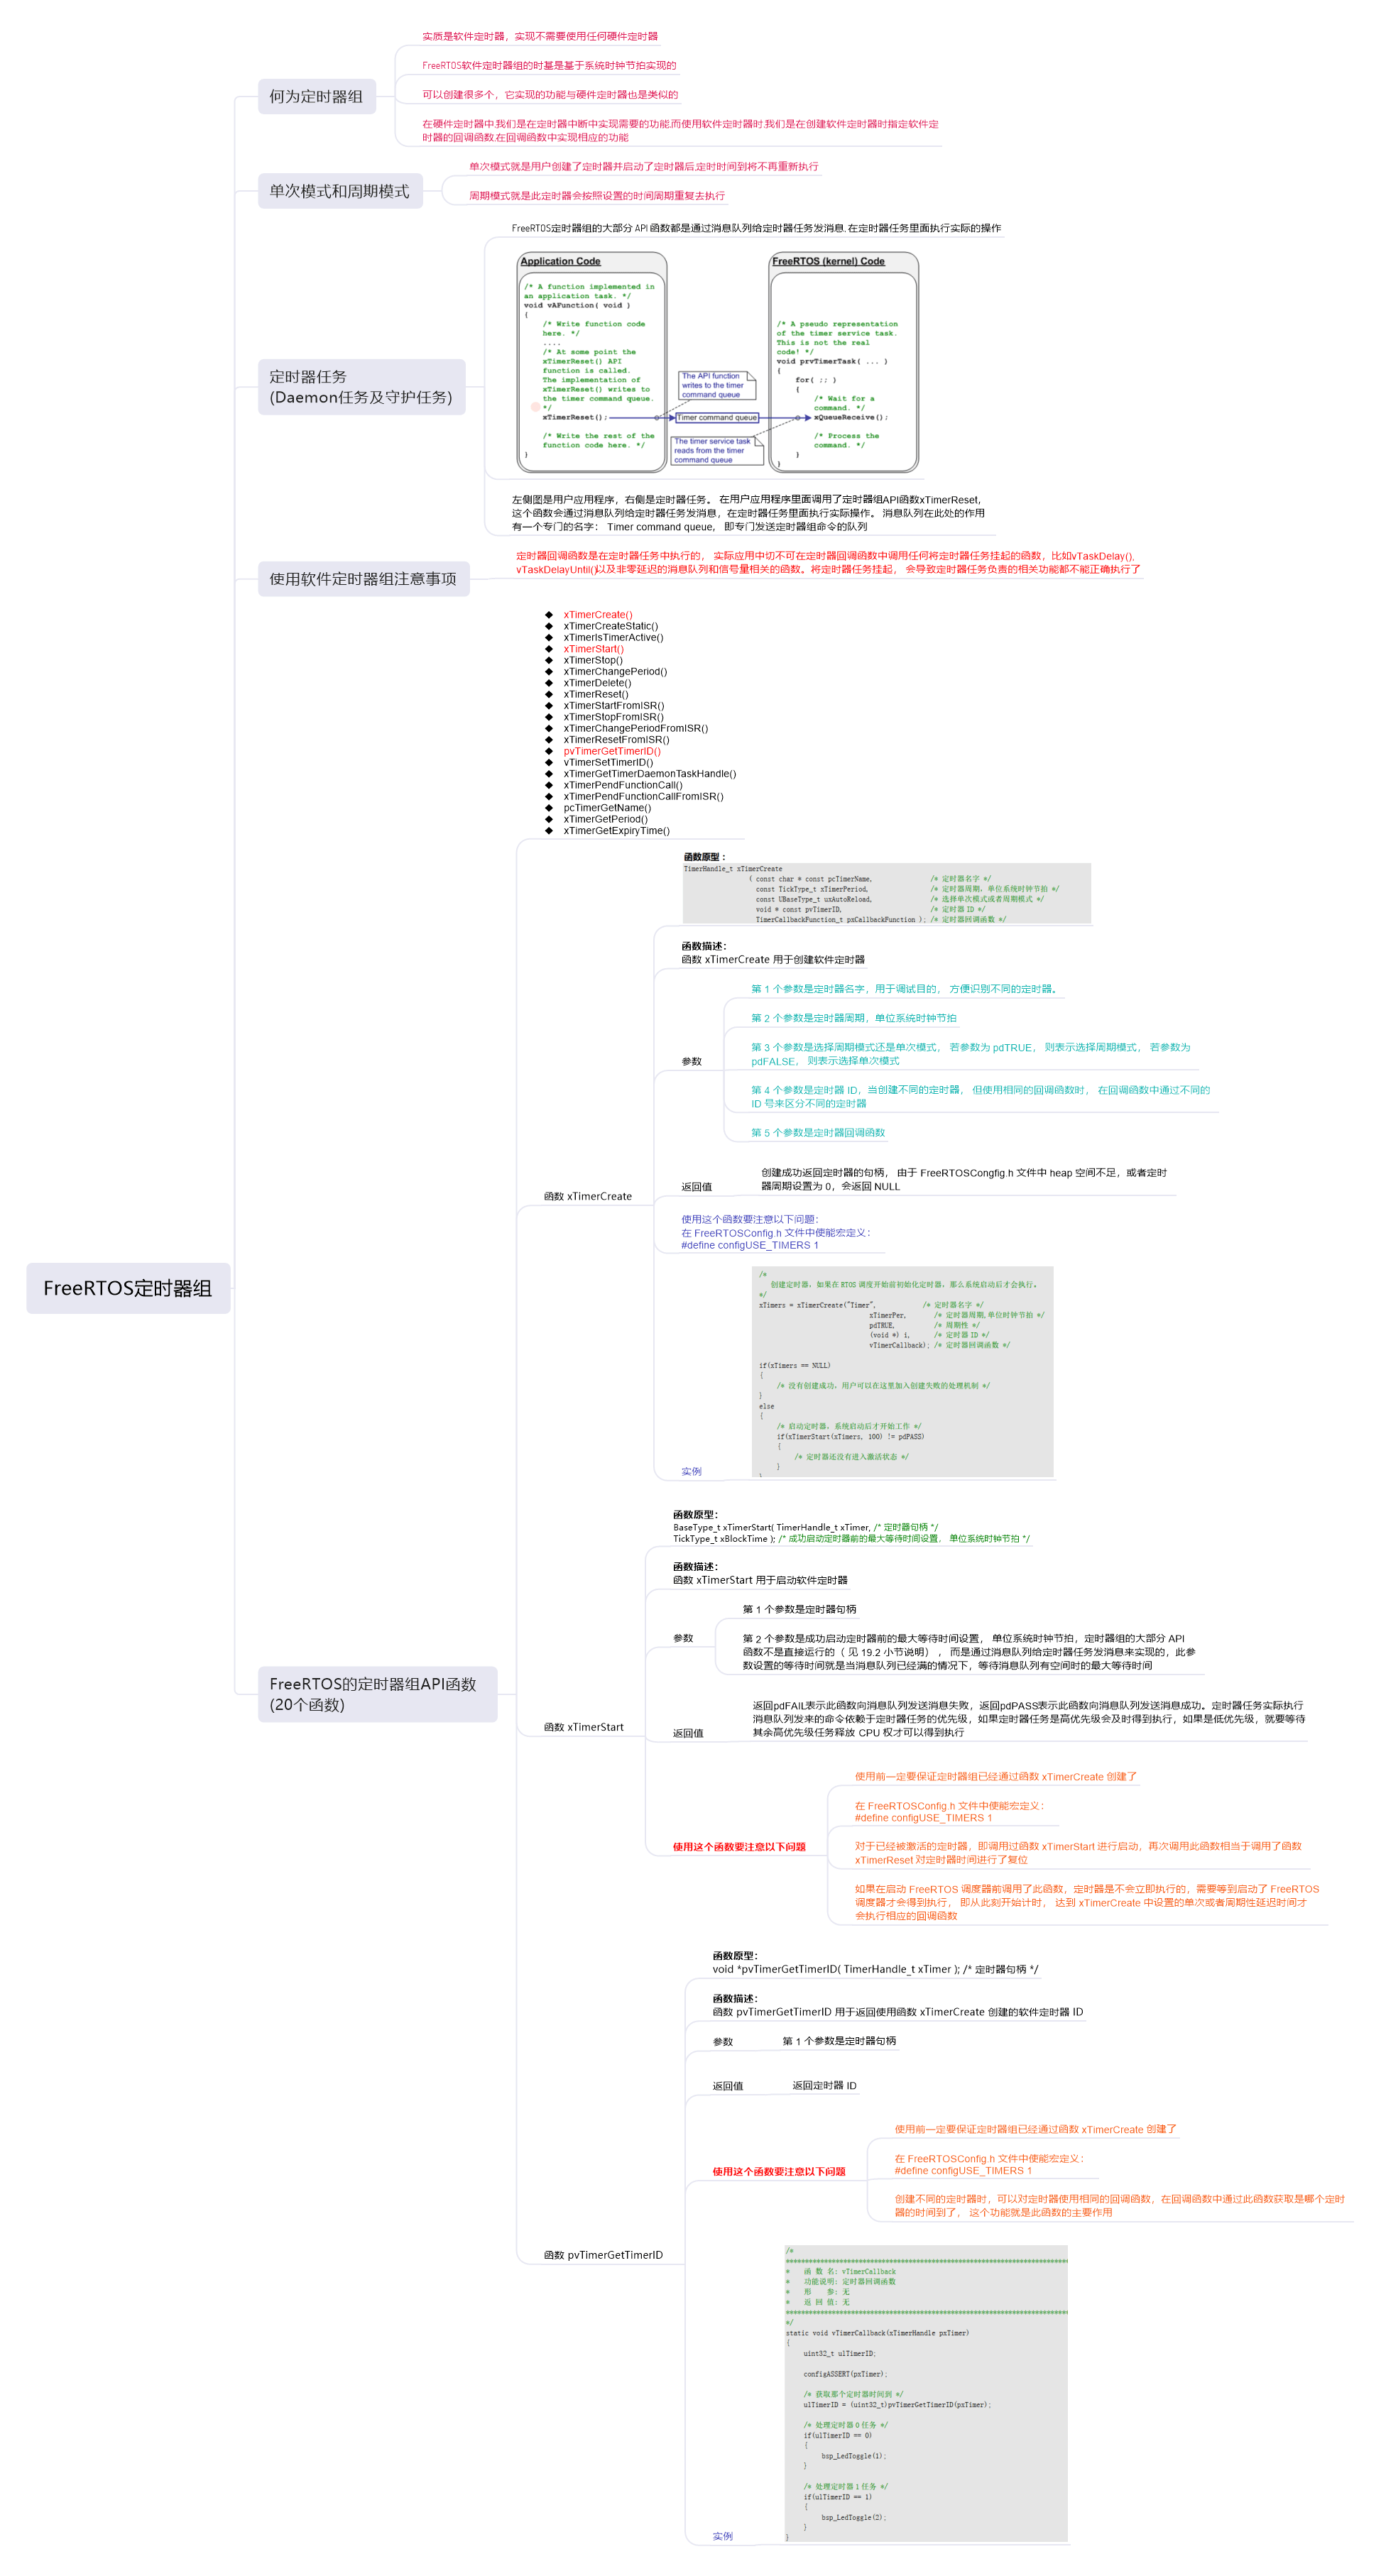 FreeRTOS定时器组
何为定时器组
实质是软件定时器，实现不需要使用任何硬件定时器
FreeRTOS软件定时器组的时基是基于系统时钟节拍实现的
可以创建很多个，它实现的功能与硬件定时器也是类似的
在硬件定时器中,我们是在定时器中断中实现需要的功能,而使用软件定时器时,我们是在创建软件定时器时指定软件定
时器的回调函数,在回调函数中实现相应的功能
单次模式和周期模式
单次模式就是用户创建了定时器并启动了定时器后,定时时间到将不再重新执行
周期模式就是此定时器会按照设置的时间周期重复去执行
定时器任务
(Daemon任务及守护任务)
FreeRTOS定时器组的大部分 API 函数都是通过消息队列给定时器任务发消息, 在定时器任务里面执行实际的操作
Application Code
/* A function implemented in
an application task. */
void vAFunction( void )
{
/* Write function code
here. */
....
/* At some point the
xTimerReset() API
function is called.
The implementation of
xTimerReset() writes to
the timer command queue.
*/
xTimerReset();
/* Write the rest of the
function code here. */
}
The API function
writes to the timer
command queue
Timer command queue
The timer service task
reads from the timer
command queue
FreeRTOS (kernel) Code
/* A pseudo representation
of the timer service task.
This is not the real
code! */
void prvTimerTask( ... )
{
for( ;; )
{
/* Wait for a
command. */
xQueueReceive();
/* Process the
command. */
}
}
左侧图是用户应用程序，右侧是定时器任务。 在用户应用程序里面调用了定时器组API函数xTimerReset，
这个函数会通过消息队列给定时器任务发消息，在定时器任务里面执行实际操作。 消息队列在此处的作用
有一个专门的名字： Timer command queue， 即专门发送定时器组命令的队列
使用软件定时器组注意事项
定时器回调函数是在定时器任务中执行的， 实际应用中切不可在定时器回调函数中调用任何将定时器任务挂起的函数，比如vTaskDelay(),
vTaskDelayUntil()以及非零延迟的消息队列和信号量相关的函数。将定时器任务挂起， 会导致定时器任务负责的相关功能都不能正确执行了
FreeRTOS的定时器组API函数
(20个函数)
◆ xTimerCreate()
◆ xTimerCreateStatic()
◆ xTimerIsTimerActive()
◆ xTimerStart()
◆ xTimerStop()
◆ xTimerChangePeriod()
◆ xTimerDelete()
◆ xTimerReset()
◆ xTimerStartFromISR()
◆ xTimerStopFromISR()
◆ xTimerChangePeriodFromISR()
◆ xTimerResetFromISR()
◆ pvTimerGetTimerID()
◆ vTimerSetTimerID()
◆ xTimerGetTimerDaemonTaskHandle()
◆ xTimerPendFunctionCall()
◆ xTimerPendFunctionCallFromISR()
◆ pcTimerGetName()
◆ xTimerGetPeriod()
◆ xTimerGetExpiryTime()
函数 xTimerCreate
函数原型：
TimerHandle_t xTimerCreate
( const char * const pcTimerName, /* 定时器名字 */
const TickType_t xTimerPeriod, /* 定时器周期，单位系统时钟节拍 */
const UBaseType_t uxAutoReload, /* 选择单次模式或者周期模式 */
void * const pvTimerID, /* 定时器 ID */
TimerCallbackFunction_t pxCallbackFunction ); /* 定时器回调函数 */
函数描述：
函数 xTimerCreate 用于创建软件定时器
参数
第 1 个参数是定时器名字，用于调试目的， 方便识别不同的定时器。
第 2 个参数是定时器周期，单位系统时钟节拍
第 3 个参数是选择周期模式还是单次模式， 若参数为 pdTRUE， 则表示选择周期模式， 若参数为
pdFALSE， 则表示选择单次模式
第 4 个参数是定时器 ID，当创建不同的定时器， 但使用相同的回调函数时， 在回调函数中通过不同的
ID 号来区分不同的定时器
第 5 个参数是定时器回调函数
返回值
创建成功返回定时器的句柄， 由于 FreeRTOSCongfig.h 文件中 heap 空间不足，或者定时
器周期设置为 0，会返回 NULL
使用这个函数要注意以下问题：
在 FreeRTOSConfig.h 文件中使能宏定义：
#define configUSE_TIMERS 1
实例
/*
创建定时器，如果在 RTOS 调度开始前初始化定时器，那么系统启动后才会执行。
*/
xTimers = xTimerCreate("Timer", /* 定时器名字 */
xTimerPer, /* 定时器周期,单位时钟节拍 */
pdTRUE, /* 周期性 */
(void *) i, /* 定时器 ID */
vTimerCallback); /* 定时器回调函数 */
if(xTimers == NULL)
{
/* 没有创建成功，用户可以在这里加入创建失败的处理机制 */
}
else
{
/* 启动定时器，系统启动后才开始工作 */
if(xTimerStart(xTimers, 100) != pdPASS)
{
/* 定时器还没有进入激活状态 */
}
}
函数 xTimerStart
函数原型：
BaseType_t xTimerStart( TimerHandle_t xTimer, /* 定时器句柄 */
TickType_t xBlockTime ); /* 成功启动定时器前的最大等待时间设置， 单位系统时钟节拍 */
函数描述：
函数 xTimerStart 用于启动软件定时器
参数
第 1 个参数是定时器句柄
第 2 个参数是成功启动定时器前的最大等待时间设置， 单位系统时钟节拍，定时器组的大部分 API
函数不是直接运行的（ 见 19.2 小节说明） ， 而是通过消息队列给定时器任务发消息来实现的，此参
数设置的等待时间就是当消息队列已经满的情况下，等待消息队列有空间时的最大等待时间
返回值
返回pdFAIL表示此函数向消息队列发送消息失败，返回pdPASS表示此函数向消息队列发送消息成功。定时器任务实际执行
消息队列发来的命令依赖于定时器任务的优先级，如果定时器任务是高优先级会及时得到执行，如果是低优先级，就要等待
其余高优先级任务释放 CPU 权才可以得到执行
使用这个函数要注意以下问题
使用前一定要保证定时器组已经通过函数 xTimerCreate 创建了
在 FreeRTOSConfig.h 文件中使能宏定义：
#define configUSE_TIMERS 1
对于已经被激活的定时器，即调用过函数 xTimerStart 进行启动，再次调用此函数相当于调用了函数
xTimerReset 对定时器时间进行了复位
如果在启动 FreeRTOS 调度器前调用了此函数，定时器是不会立即执行的，需要等到启动了 FreeRTOS
调度器才会得到执行， 即从此刻开始计时， 达到 xTimerCreate 中设置的单次或者周期性延迟时间才
会执行相应的回调函数
函数 pvTimerGetTimerID
函数原型：
void *pvTimerGetTimerID( TimerHandle_t xTimer ); /* 定时器句柄 */
函数描述：
函数 pvTimerGetTimerID 用于返回使用函数 xTimerCreate 创建的软件定时器 ID
参数
第 1 个参数是定时器句柄
返回值
返回定时器 ID
使用这个函数要注意以下问题
使用前一定要保证定时器组已经通过函数 xTimerCreate 创建了
在 FreeRTOSConfig.h 文件中使能宏定义：
#define configUSE_TIMERS 1
创建不同的定时器时，可以对定时器使用相同的回调函数，在回调函数中通过此函数获取是哪个定时
器的时间到了， 这个功能就是此函数的主要作用
实例
/*
*********************************************************************
* 函 数 名: vTimerCallback
* 功能说明: 定时器回调函数
* 形 参: 无
* 返 回 值: 无
*********************************************************************
*/
static void vTimerCallback(xTimerHandle pxTimer)
{
uint32_t ulTimerID;
configASSERT(pxTimer);
/* 获取那个定时器时间到 */
ulTimerID = (uint32_t)pvTimerGetTimerID(pxTimer);
/* 处理定时器 0 任务 */
if(ulTimerID == 0)
{
bsp_LedToggle(1);
}
/* 处理定时器 1 任务 */
if(ulTimerID == 1)
{
bsp_LedToggle(2);
}
}